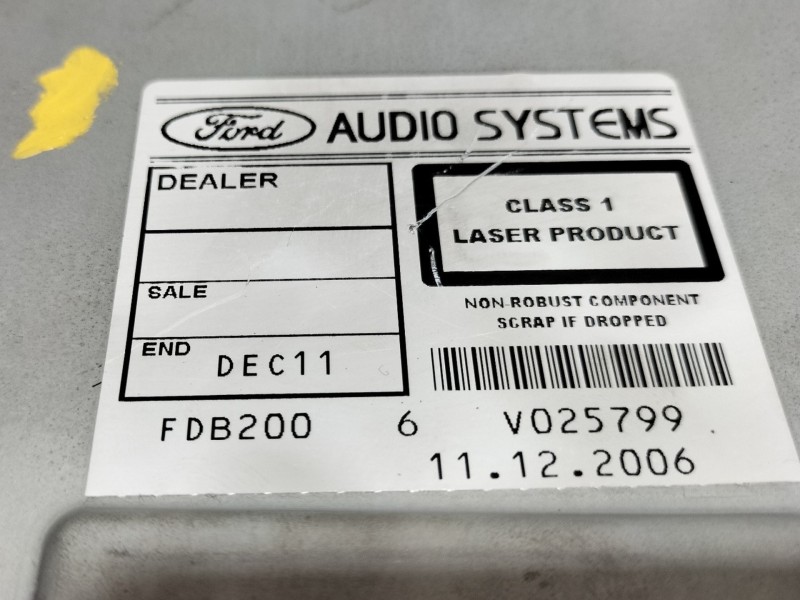 Ford AUDIO SYSTEMS
DEALER
CLASS 1
LASER PRODUCT
SALE
NON-ROBUST COMPONENT
SCRAP IF DROPPED
END DEC11
FDB200 6 V025799
11.12.2006